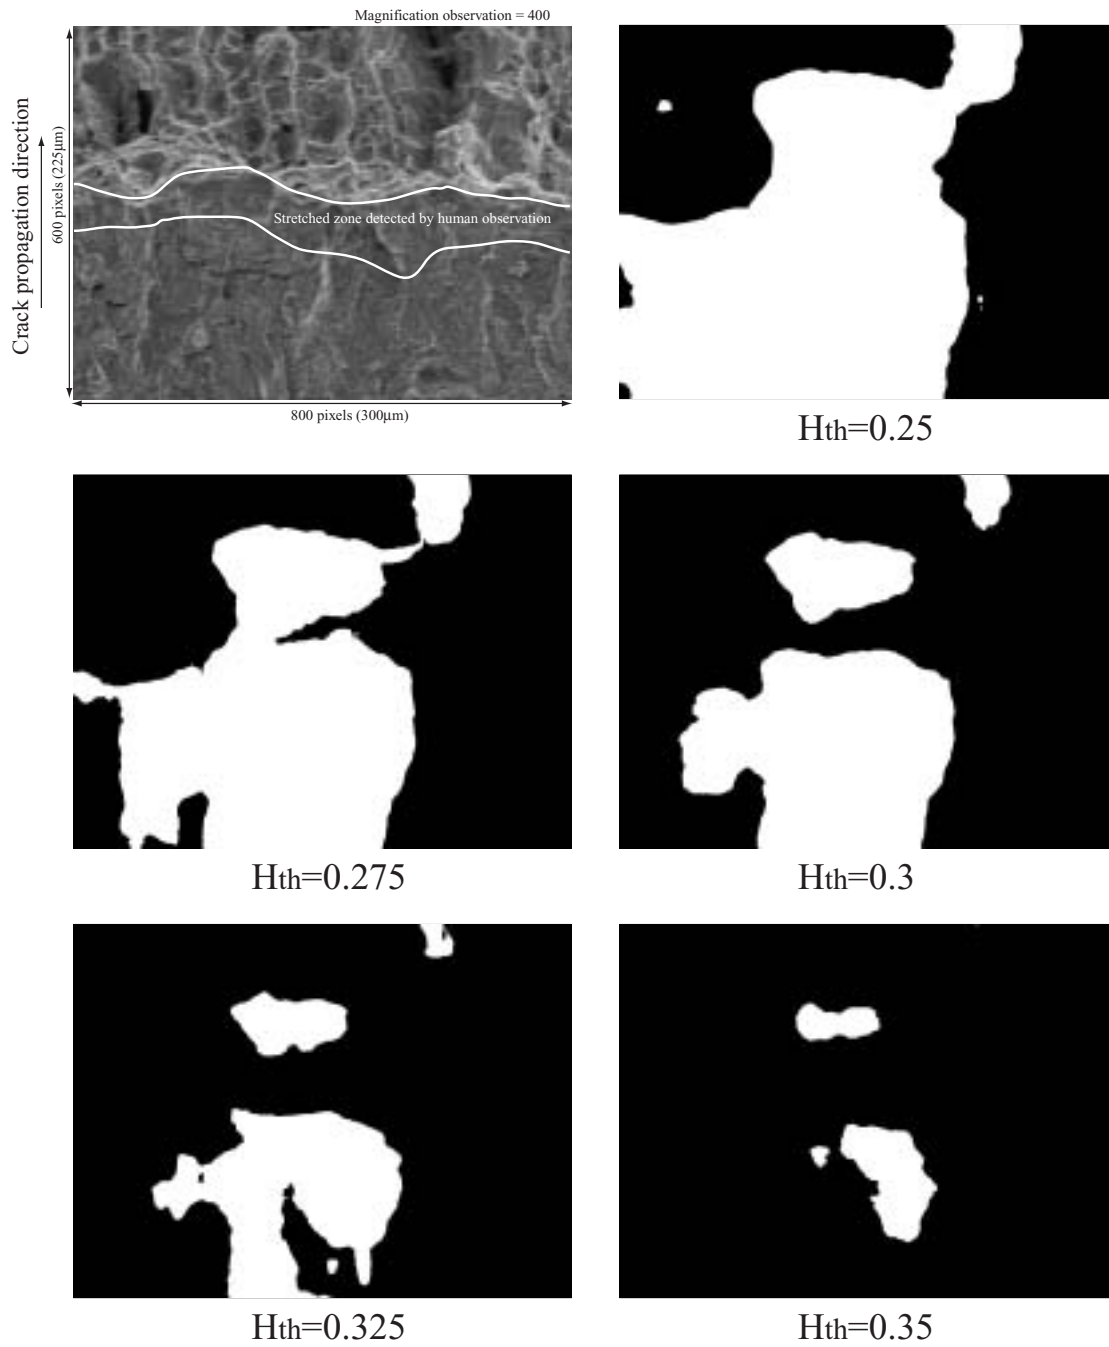 Magnification observation = 400
Crack propagation direction
600 pixels (225μm)
Stretched zone detected by human observation
800 pixels (300μm)
Hth=0.25
Hth=0.275
Hth=0.3
Hth=0.325
Hth=0.35